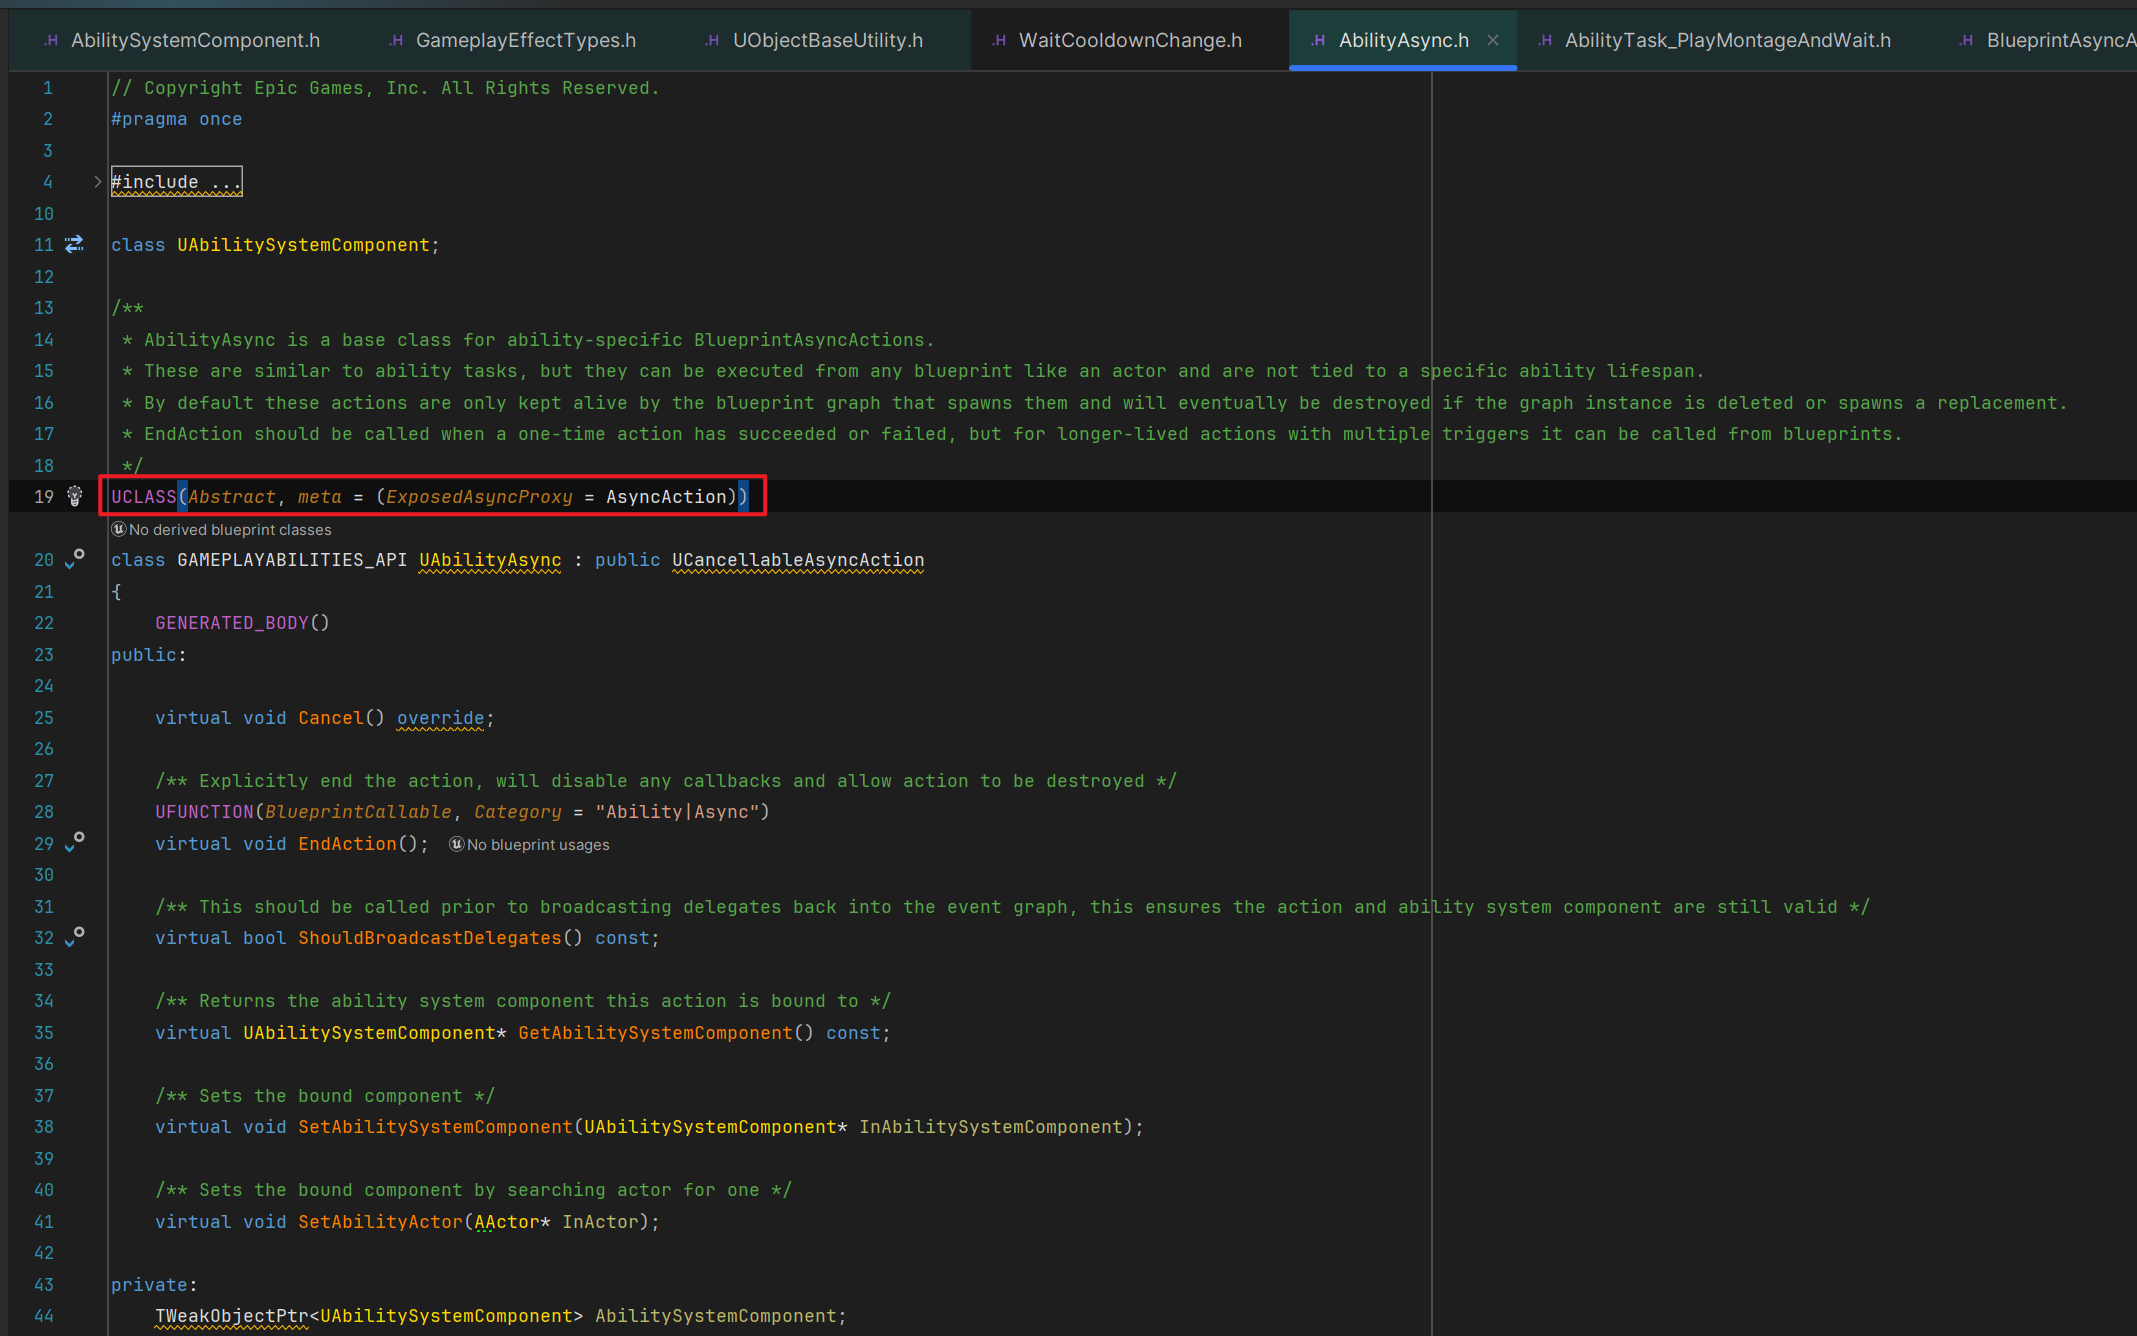 .H AbilitySystemComponent.h .H GameplayEffectTypes.h .H UObjectBaseUtility.h .H WaitCooldownChange.h .H AbilityAsync.h × .H AbilityTask_PlayMontageAndWait.h .H BlueprintAsyncA
1 // Copyright Epic Games, Inc. All Rights Reserved.
2 #pragma once
3
4 #include ...
10
11 class UAbilitySystemComponent;
12
13 /**
14 * AbilityAsync is a base class for ability-specific BlueprintAsyncActions.
15 * These are similar to ability tasks, but they can be executed from any blueprint like an actor and are not tied to a specific ability lifespan.
16 * By default these actions are only kept alive by the blueprint graph that spawns them and will eventually be destroyed if the graph instance is deleted or spawns a replacement.
17 * EndAction should be called when a one-time action has succeeded or failed, but for longer-lived actions with multiple triggers it can be called from blueprints.
18 */
19 UCLASS(Abstract, meta = (ExposedAsyncProxy = AsyncAction))
No derived blueprint classes
20 class GAMEPLAYABILITIES_API UAbilityAsync : public UCancellableAsyncAction
21 {
22 GENERATED_BODY()
23 public:
24
25 virtual void Cancel() override;
26
27 /** Explicitly end the action, will disable any callbacks and allow action to be destroyed */
28 UFUNCTION(BlueprintCallable, Category = "Ability|Async")
29 virtual void EndAction(); No blueprint usages
30
31 /** This should be called prior to broadcasting delegates back into the event graph, this ensures the action and ability system component are still valid */
32 virtual bool ShouldBroadcastDelegates() const;
33
34 /** Returns the ability system component this action is bound to */
35 virtual UAbilitySystemComponent* GetAbilitySystemComponent() const;
36
37 /** Sets the bound component */
38 virtual void SetAbilitySystemComponent(UAbilitySystemComponent* InAbilitySystemComponent);
39
40 /** Sets the bound component by searching actor for one */
41 virtual void SetAbilityActor(AActor* InActor);
42
43 private:
44 TWeakObjectPtr<UAbilitySystemComponent> AbilitySystemComponent;